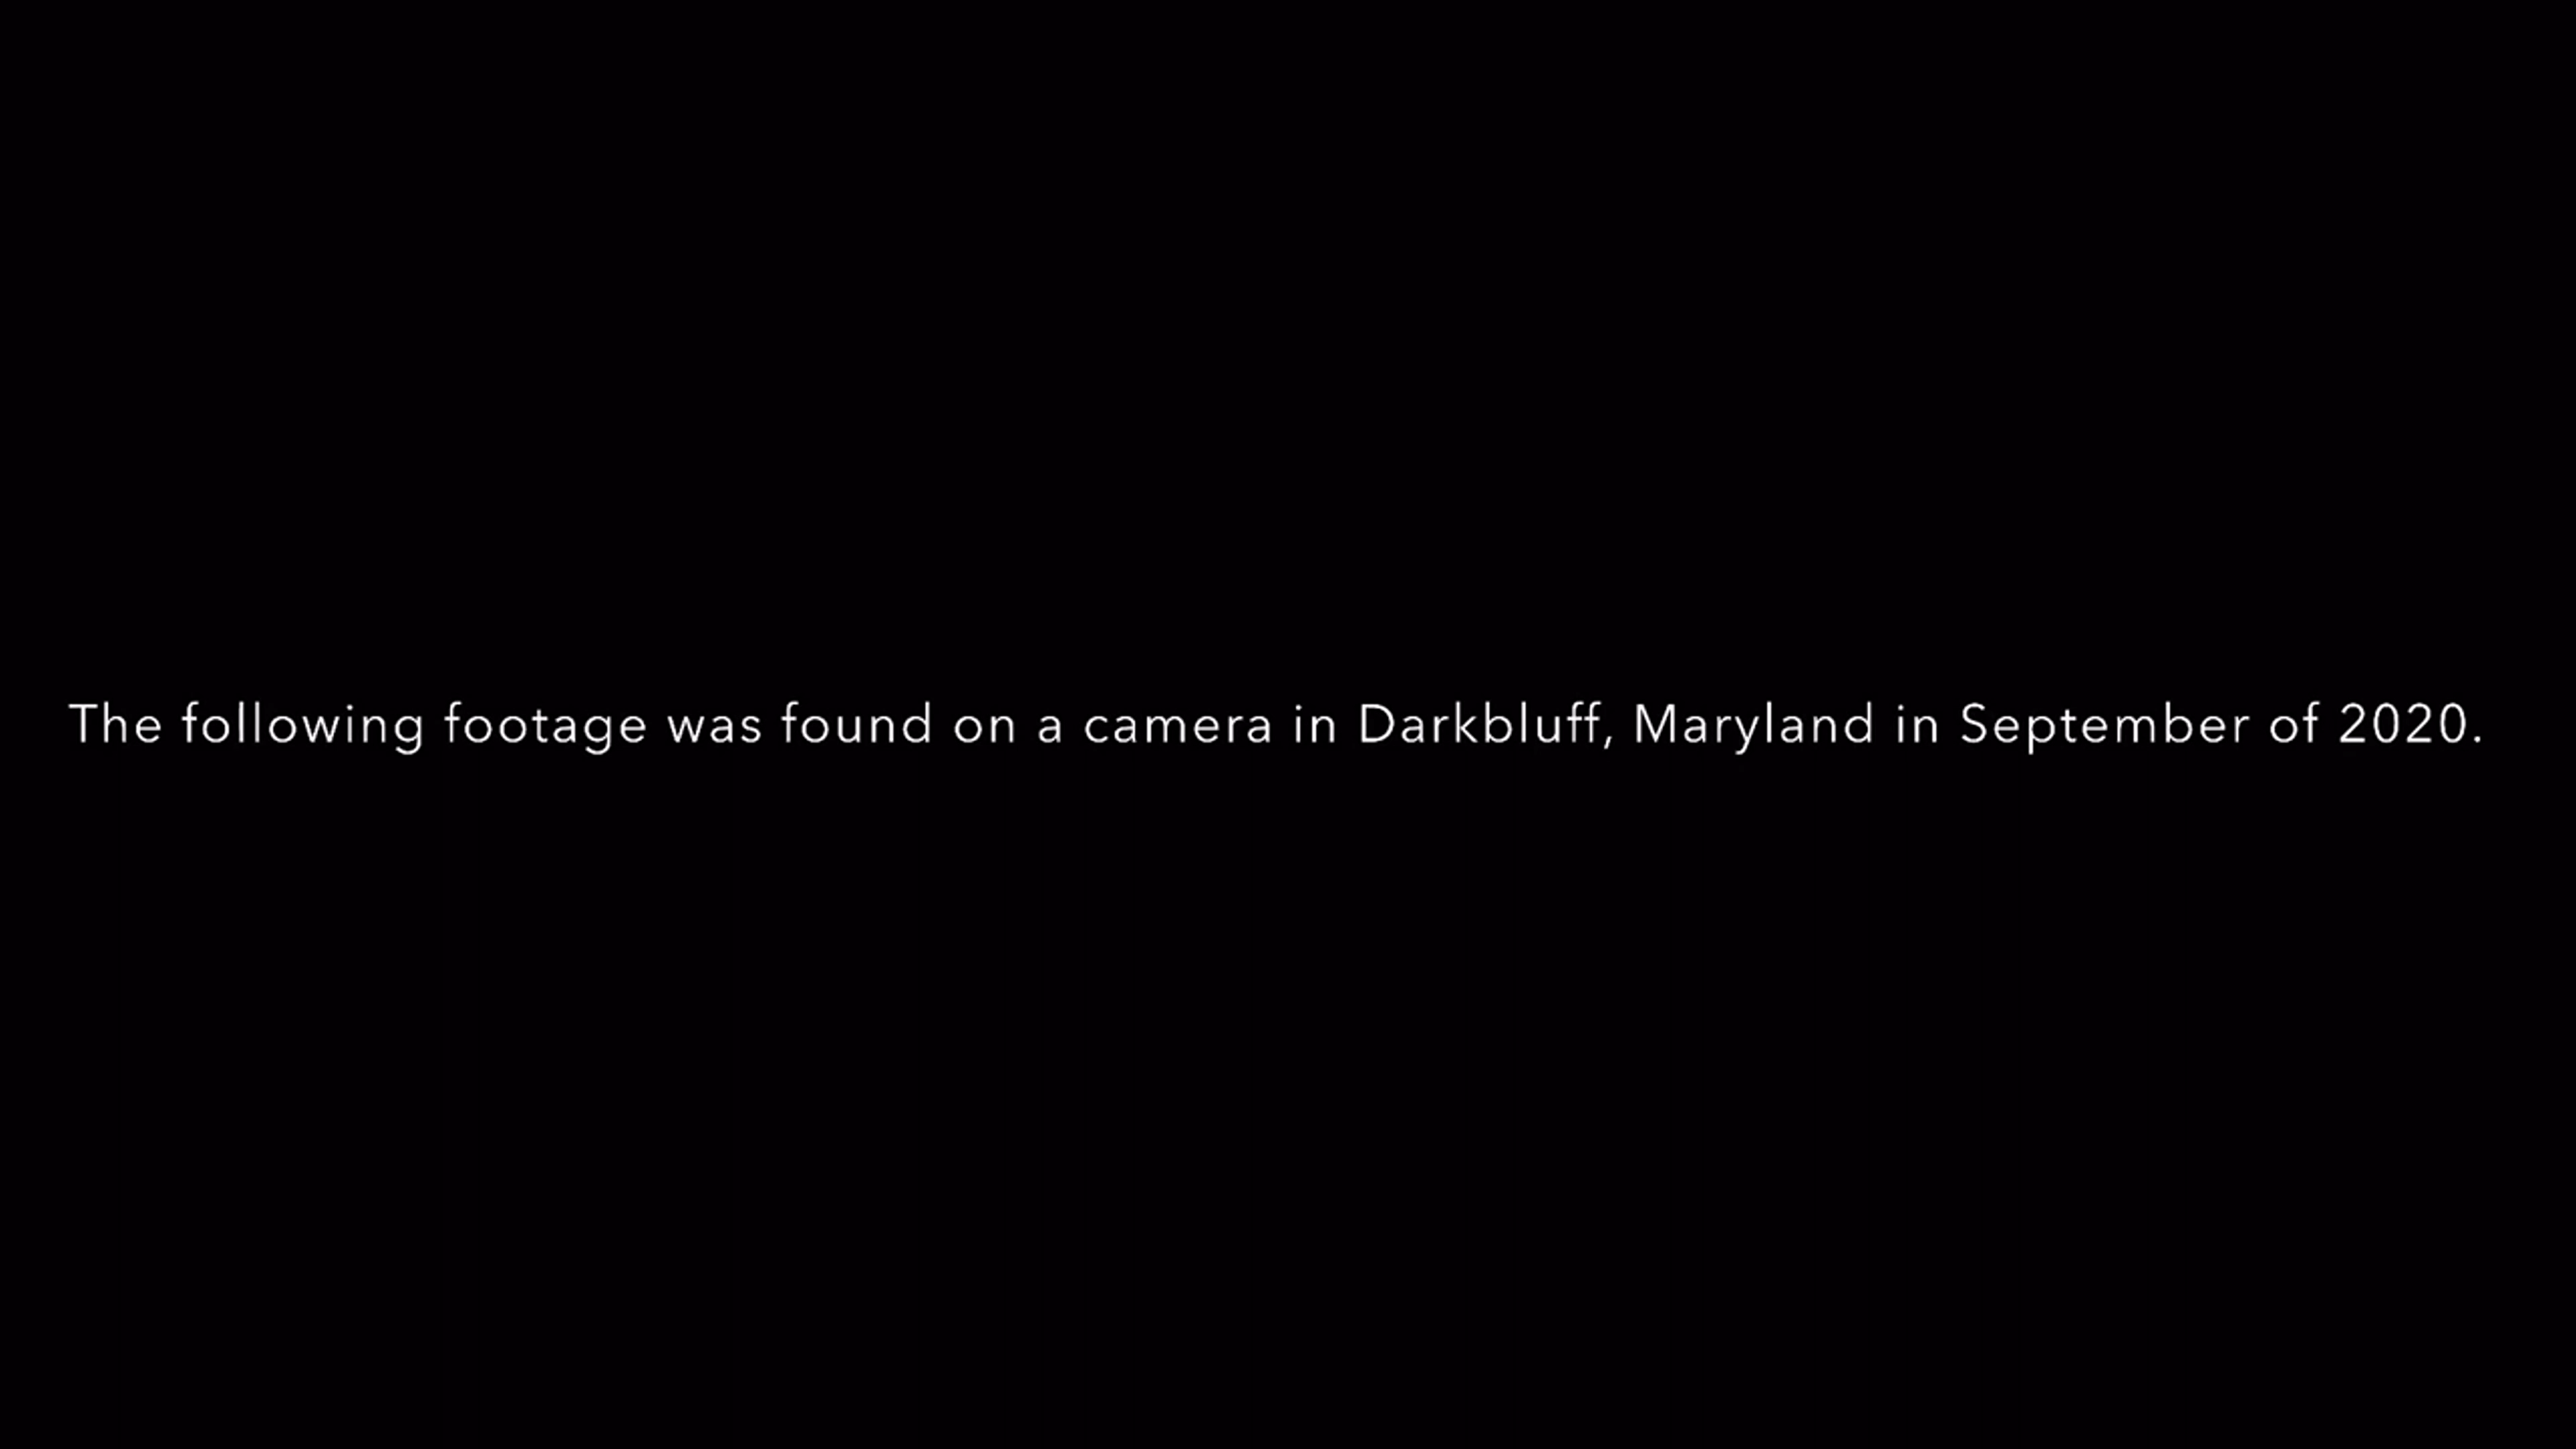 The following footage was found on a camera in Darkbluff, Maryland in September of 2020.